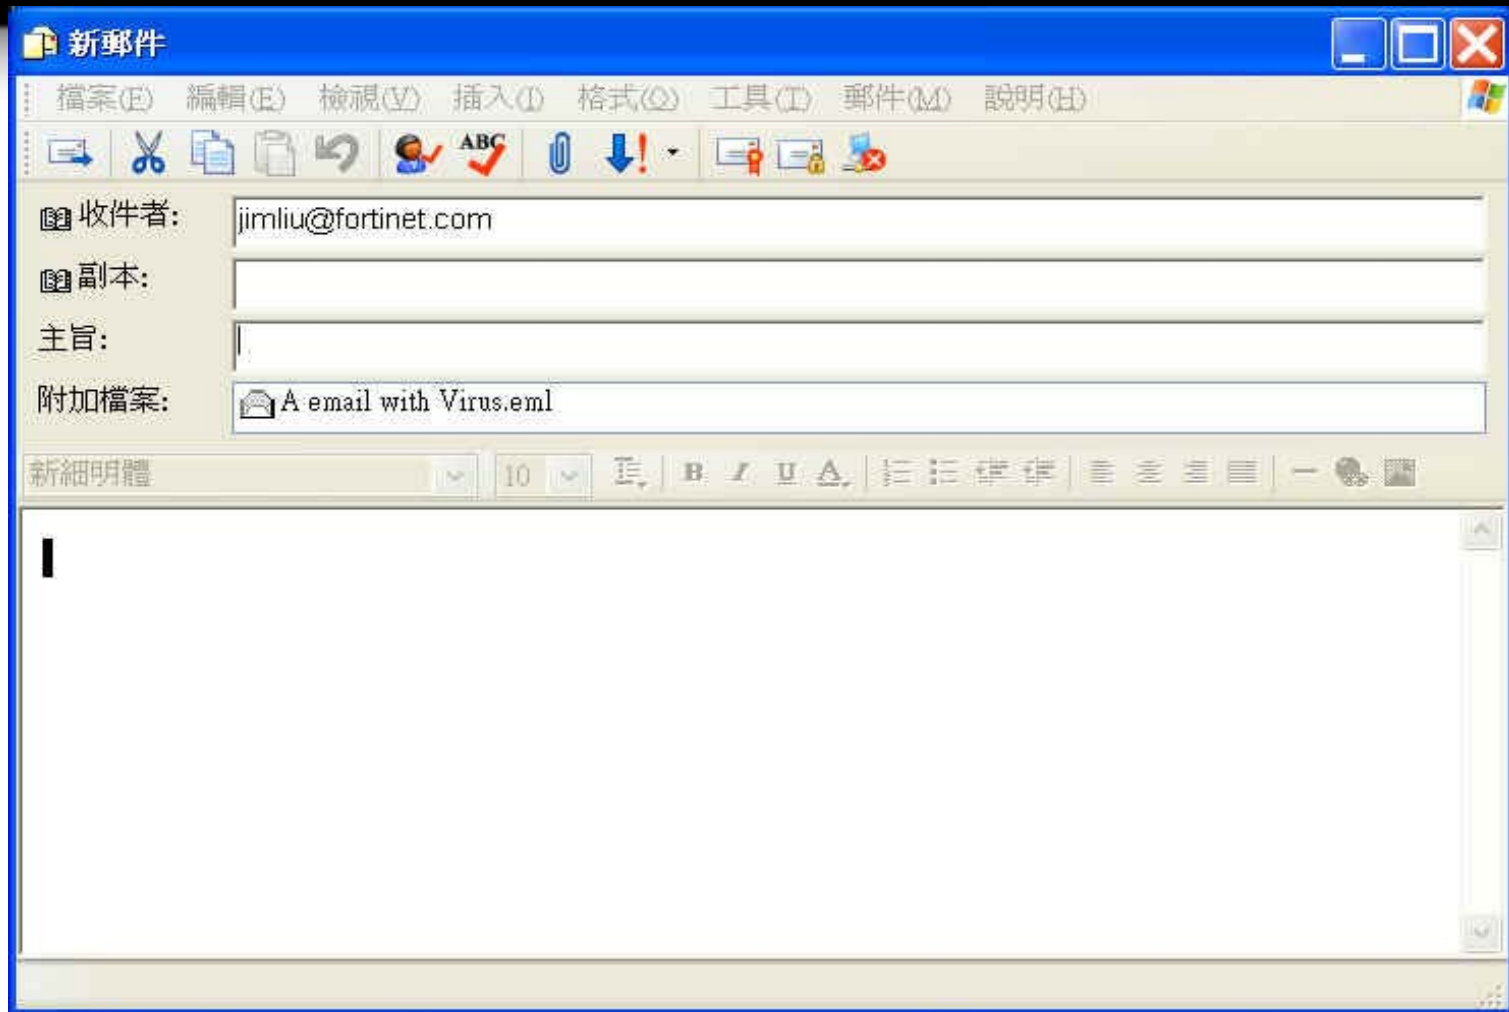 新郵件
檔案(F) 編輯(E) 檢視(V) 插入(I) 格式(O) 工具(T) 郵件(M) 說明(H)
ABC
收件者: jimliu@fortinet.com
副本:
主旨:
附加檔案: A email with Virus.eml
新細明體 10 B I U A